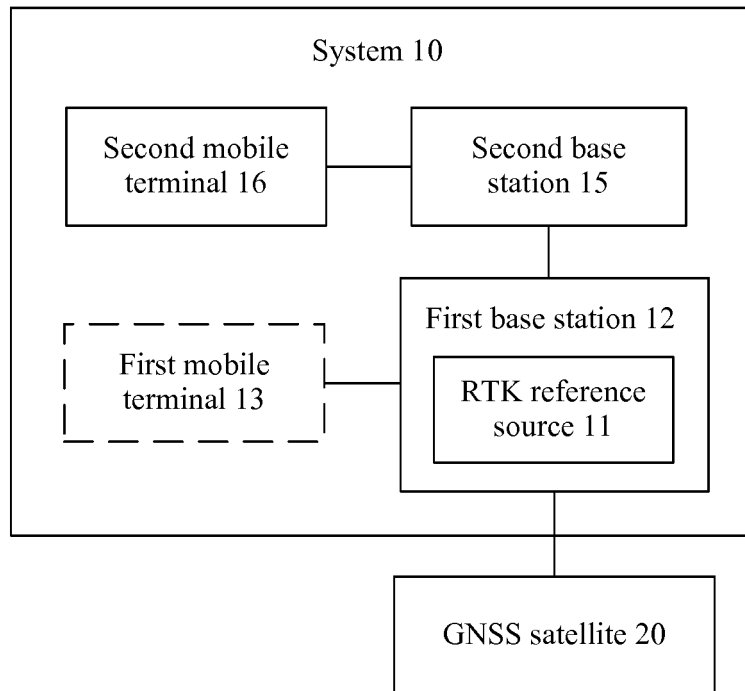 System 10
Second mobile
terminal 16
Second base
station 15
First base station 12
First mobile
terminal 13
RTK reference
source 11
GNSS satellite 20